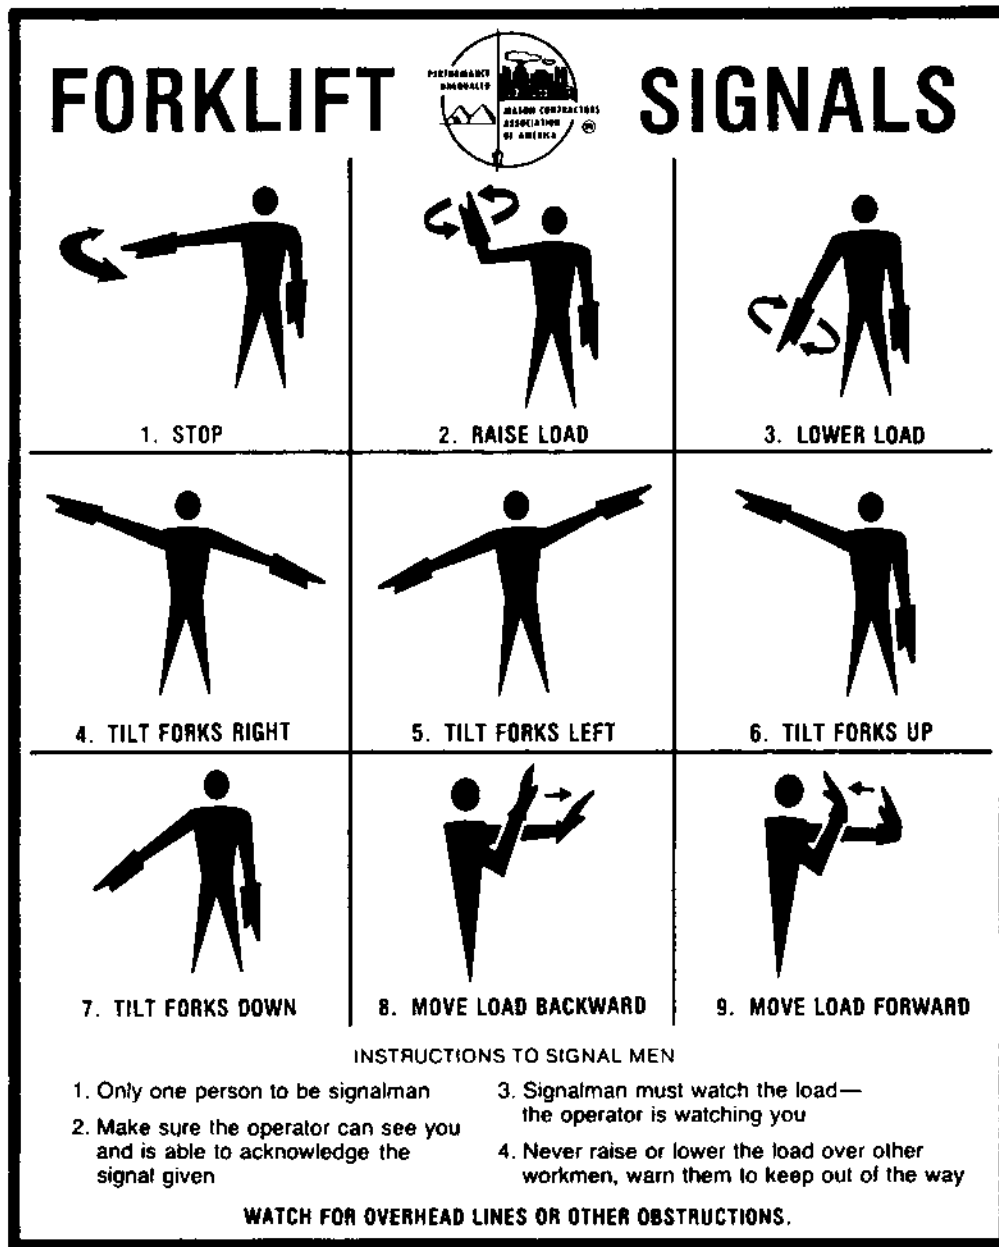 FORKLIFT SIGNALS
PERFORMANCE
UNEQUALED
MASON CONTRACTORS
ASSOCIATION
OF AMERICA
®
1. STOP
2. RAISE LOAD
3. LOWER LOAD
4. TILT FORKS RIGHT
5. TILT FORKS LEFT
6. TILT FORKS UP
7. TILT FORKS DOWN
8. MOVE LOAD BACKWARD
9. MOVE LOAD FORWARD
INSTRUCTIONS TO SIGNAL MEN
1. Only one person to be signalman
2. Make sure the operator can see you
and is able to acknowledge the
signal given
3. Signalman must watch the load—
the operator is watching you
4. Never raise or lower the load over other
workmen, warn them to keep out of the way
WATCH FOR OVERHEAD LINES OR OTHER OBSTRUCTIONS.